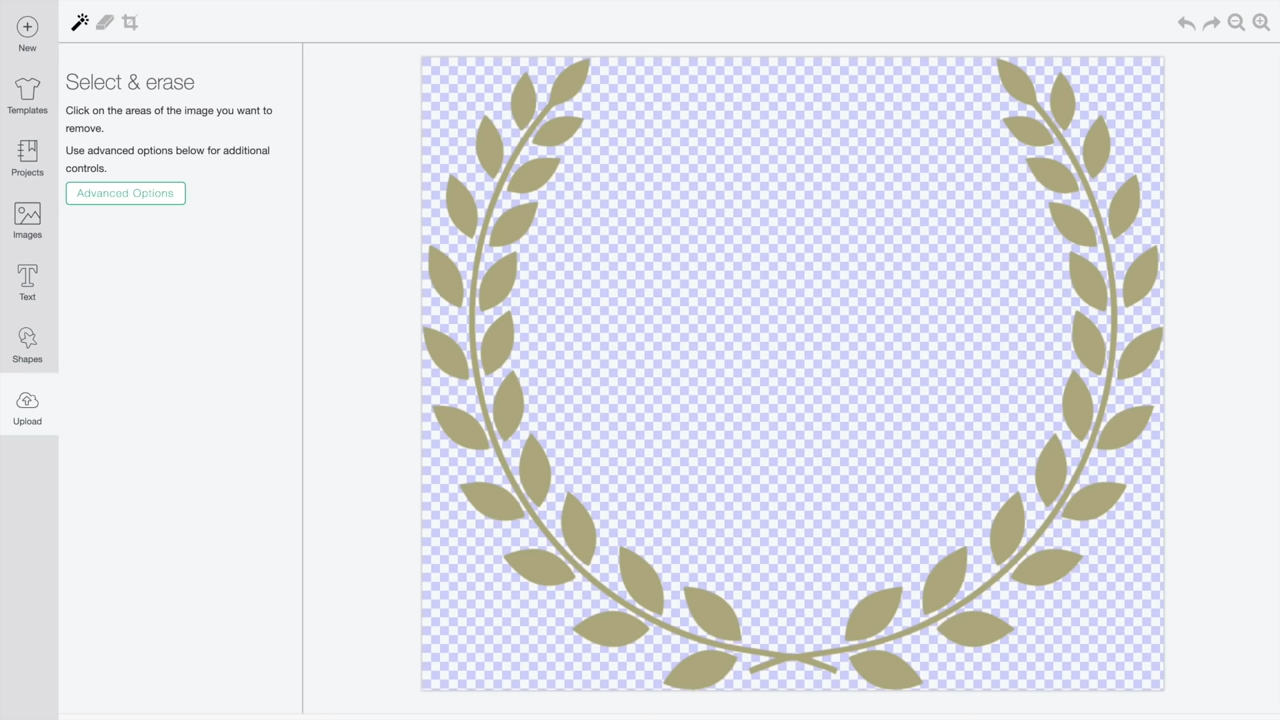 New
Templates
Projects
Images
Text
Shapes
Upload
Select & erase
Click on the areas of the image you want to
remove.
Use advanced options below for additional
controls.
Advanced Options